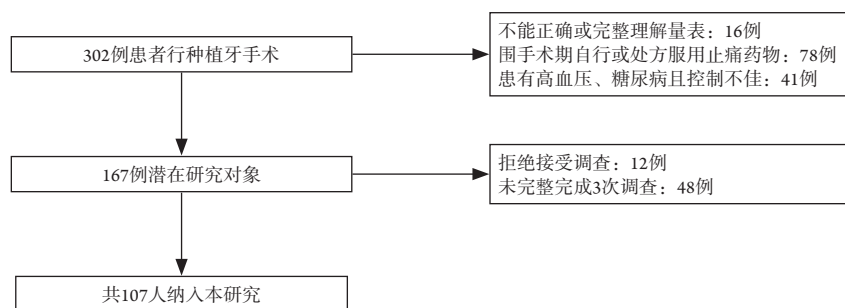 302例患者行种植牙手术
不能正确或完整理解量表：16例
围手术期自行或处方服用止痛药物：78例
患有高血压、糖尿病且控制不佳：41例
167例潜在研究对象
拒绝接受调查：12例
未完整完成3次调查：48例
共107人纳入本研究